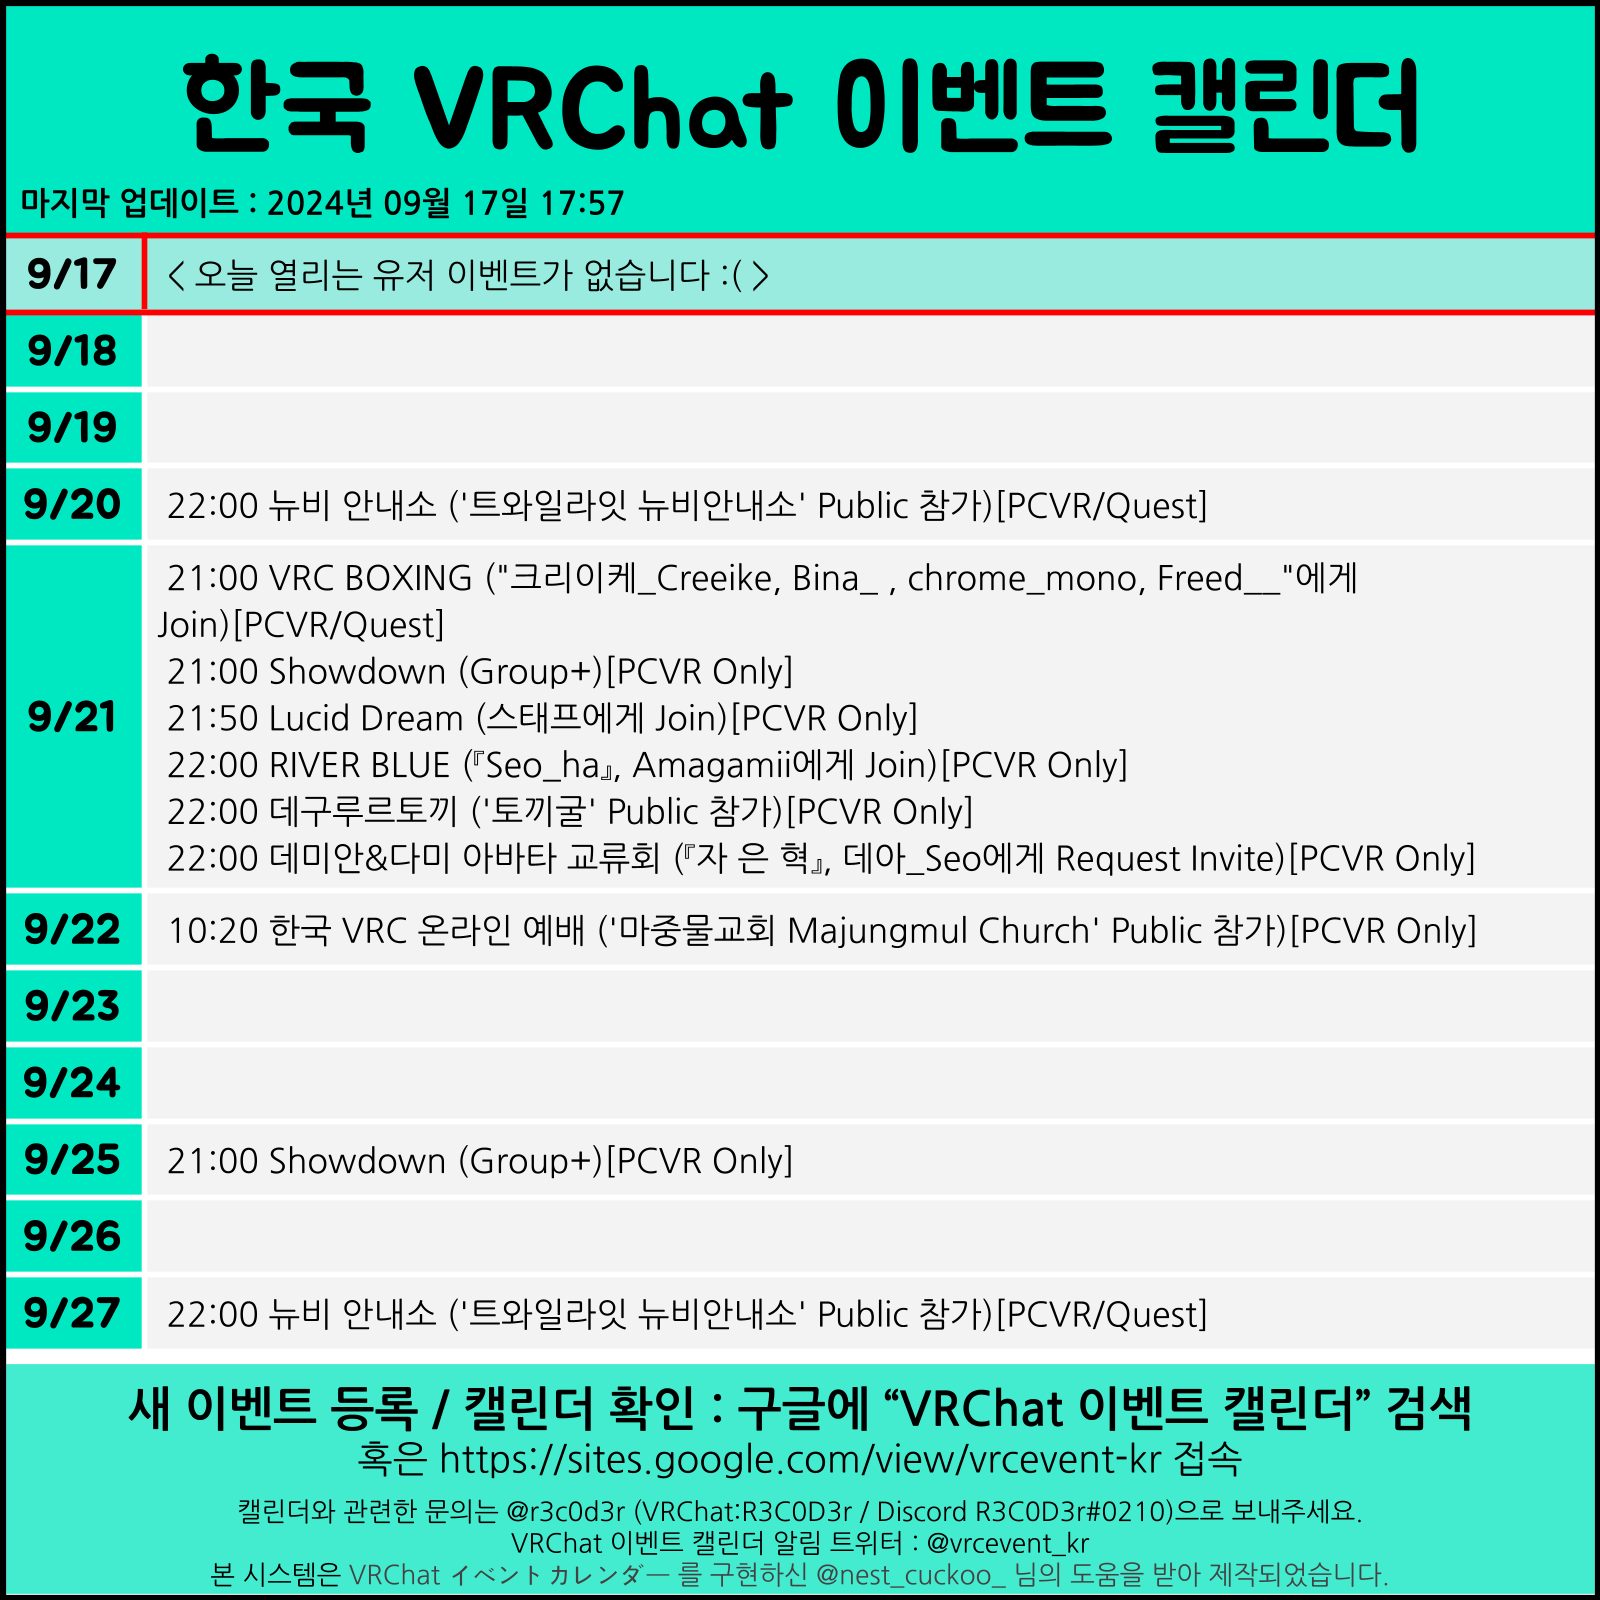 한국 VRChat 이벤트 캘린더
마지막 업데이트 : 2024년 09월 17일 17:57
9/17 < 오늘 열리는 유저 이벤트가 없습니다 :( >
9/18
9/19
9/20 22:00 뉴비 안내소 ('트와일라잇 뉴비안내소' Public 참가)[PCVR/Quest]
9/21 21:00 VRC BOXING ("크리이케_Creeike, Bina_ , chrome_mono, Freed__"에게
Join)[PCVR/Quest]
21:00 Showdown (Group+)[PCVR Only]
21:50 Lucid Dream (스태프에게 Join)[PCVR Only]
22:00 RIVER BLUE (『Seo_ha』, Amagamii에게 Join)[PCVR Only]
22:00 데구루르토끼 ('토끼굴' Public 참가)[PCVR Only]
22:00 데미안&다미 아바타 교류회 (『자 은 혁』, 데아_Seo에게 Request Invite)[PCVR Only]
9/22 10:20 한국 VRC 온라인 예배 ('마중물교회 Majungmul Church' Public 참가)[PCVR Only]
9/23
9/24
9/25 21:00 Showdown (Group+)[PCVR Only]
9/26
9/27 22:00 뉴비 안내소 ('트와일라잇 뉴비안내소' Public 참가)[PCVR/Quest]
새 이벤트 등록 / 캘린더 확인 : 구글에 “VRChat 이벤트 캘린더” 검색
혹은 https://sites.google.com/view/vrcevent-kr 접속
캘린더와 관련한 문의는 @r3c0d3r (VRChat:R3C0D3r / Discord R3C0D3r#0210)으로 보내주세요.
VRChat 이벤트 캘린더 알림 트위터 : @vrcevent_kr
본 시스템은 VRChat イベントカレンダー 를 구현하신 @nest_cuckoo_ 님의 도움을 받아 제작되었습니다.